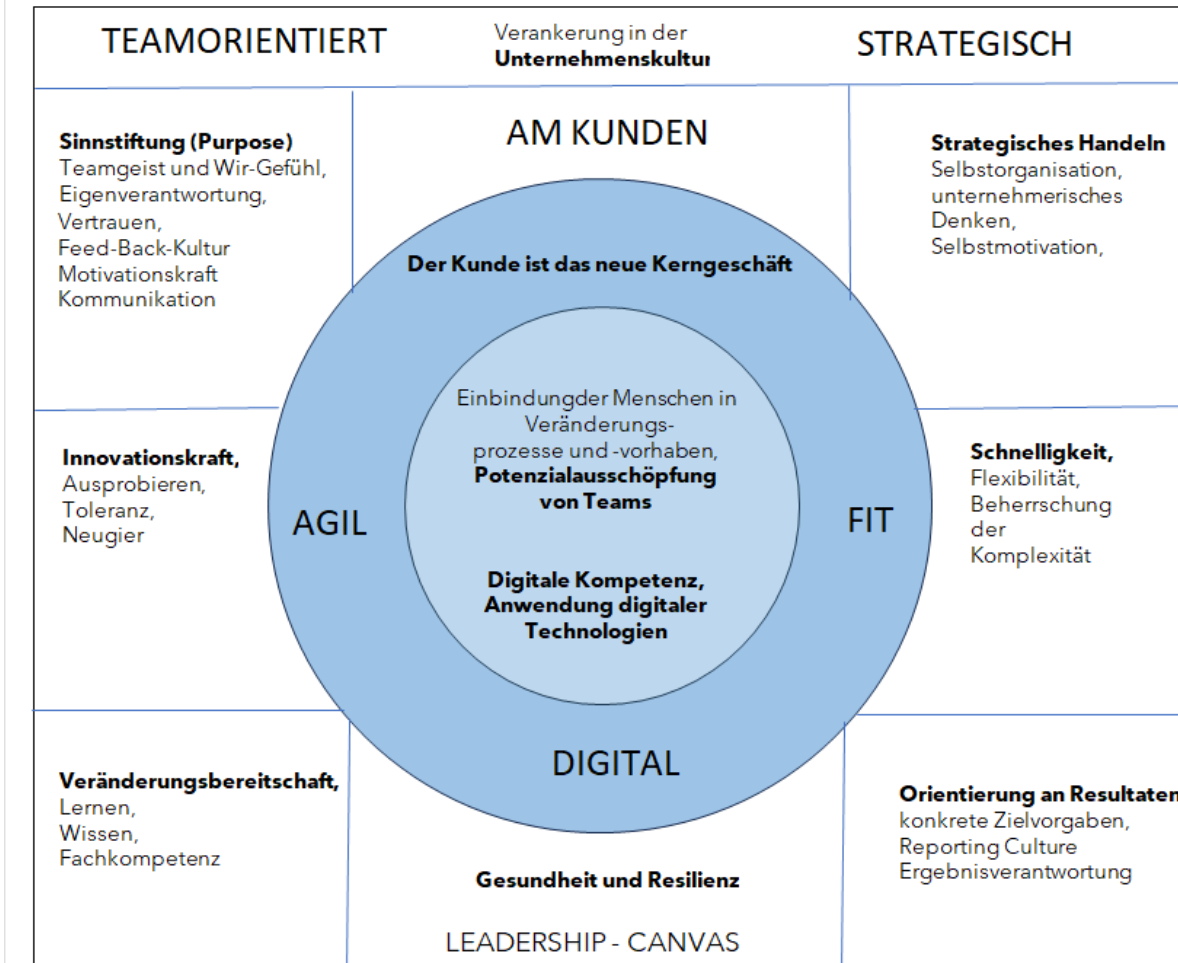 TEAMORIENTIERT
Verankerung in der
Unternehmenskultur
STRATEGISCH
Sinnstiftung (Purpose)
Teamgeist und Wir-Gefühl,
Eigenverantwortung,
Vertrauen,
Feed-Back-Kultur
Motivationskraft
Kommunikation
AM KUNDEN
Strategisches Handeln
Selbstorganisation,
unternehmerisches
Denken,
Selbstmotivation,
Der Kunde ist das neue Kerngeschäft
Innovationskraft,
Ausprobieren,
Toleranz,
Neugier
AGIL
Einbindungder Menschen in
Veränderungs-
prozesse und -vorhaben,
Potenzialausschöpfung
von Teams
Digitale Kompetenz,
Anwendung digitaler
Technologien
FIT
Schnelligkeit,
Flexibilität,
Beherrschung
der
Komplexität
DIGITAL
Veränderungsbereitschaft,
Lernen,
Wissen,
Fachkompetenz
Gesundheit und Resilienz
LEADERSHIP - CANVAS
Orientierung an Resultaten
konkrete Zielvorgaben,
Reporting Culture
Ergebnisverantwortung